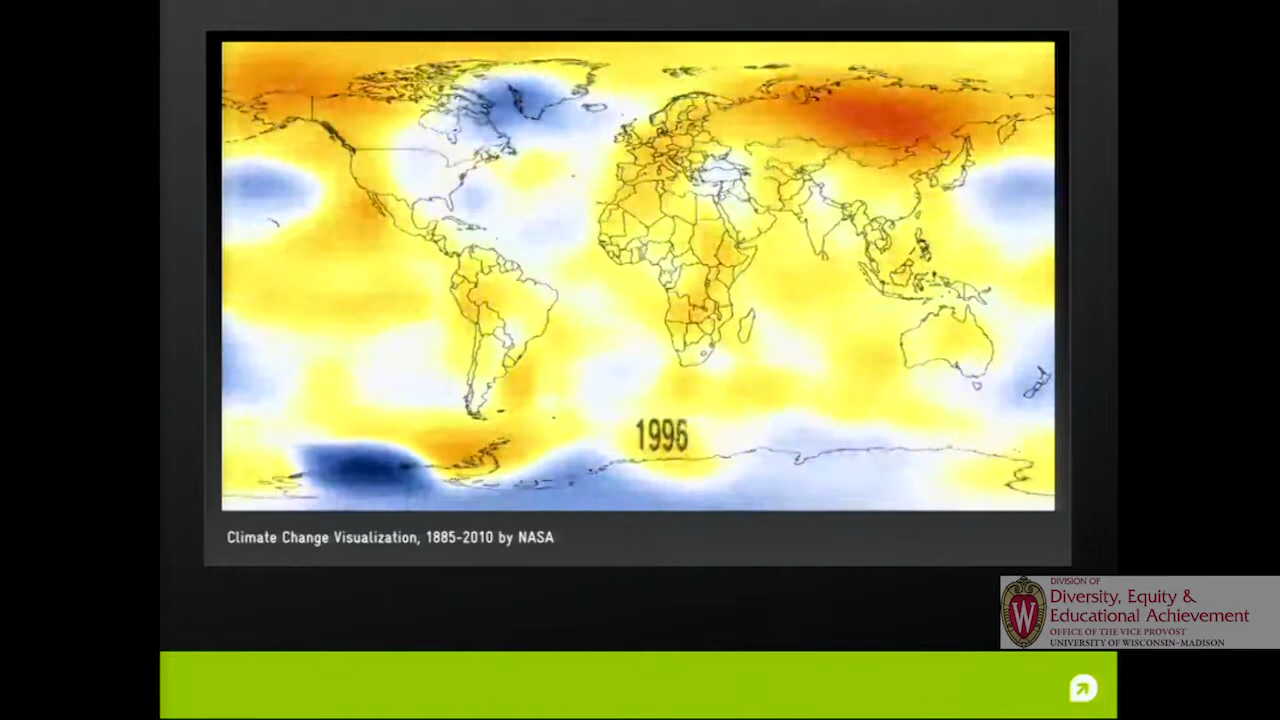 1996
Climate Change Visualization, 1885-2010 by NASA
DIVISION OF
Diversity, Equity &
Educational Achievement
OFFICE OF THE VICE PROVOST
UNIVERSITY OF WISCONSIN–MADISON
W